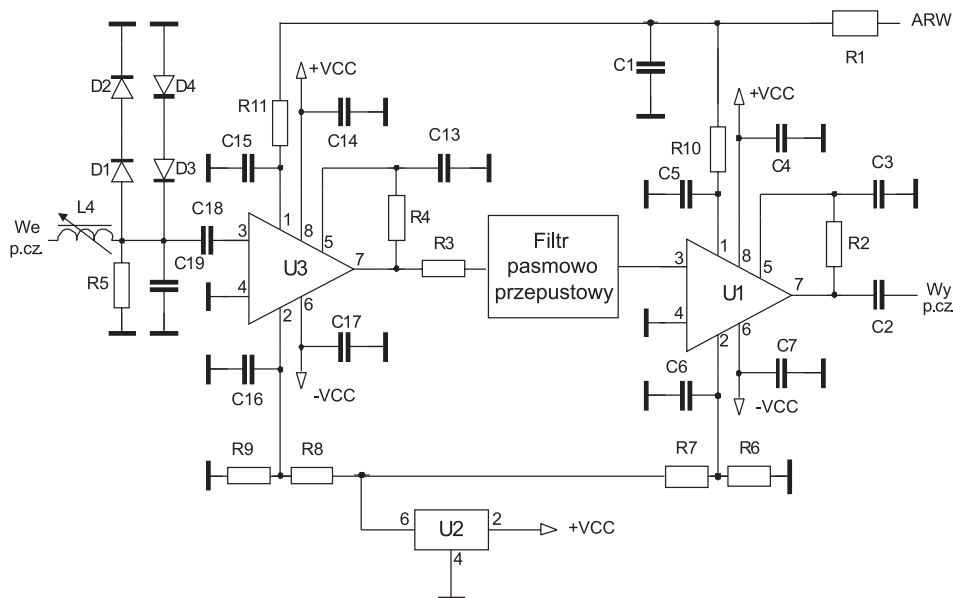 ARW
R1
C1
+VCC
+VCC
D2
D4
R11
C15
C14
C13
R10
C4
C5
C3
D1
D3
L4
C18
We
p.cz.
R5
C19
3
1
8
5
4
U3
7
2
6
R4
R3
Filtr
pasmowo
przepustowy
3
1
8
5
4
U1
7
2
6
R2
C2
Wy
p.cz.
C17
C16
-VCC
C6
C7
-VCC
R9
R8
R7
R6
6
U2
2
+VCC
4